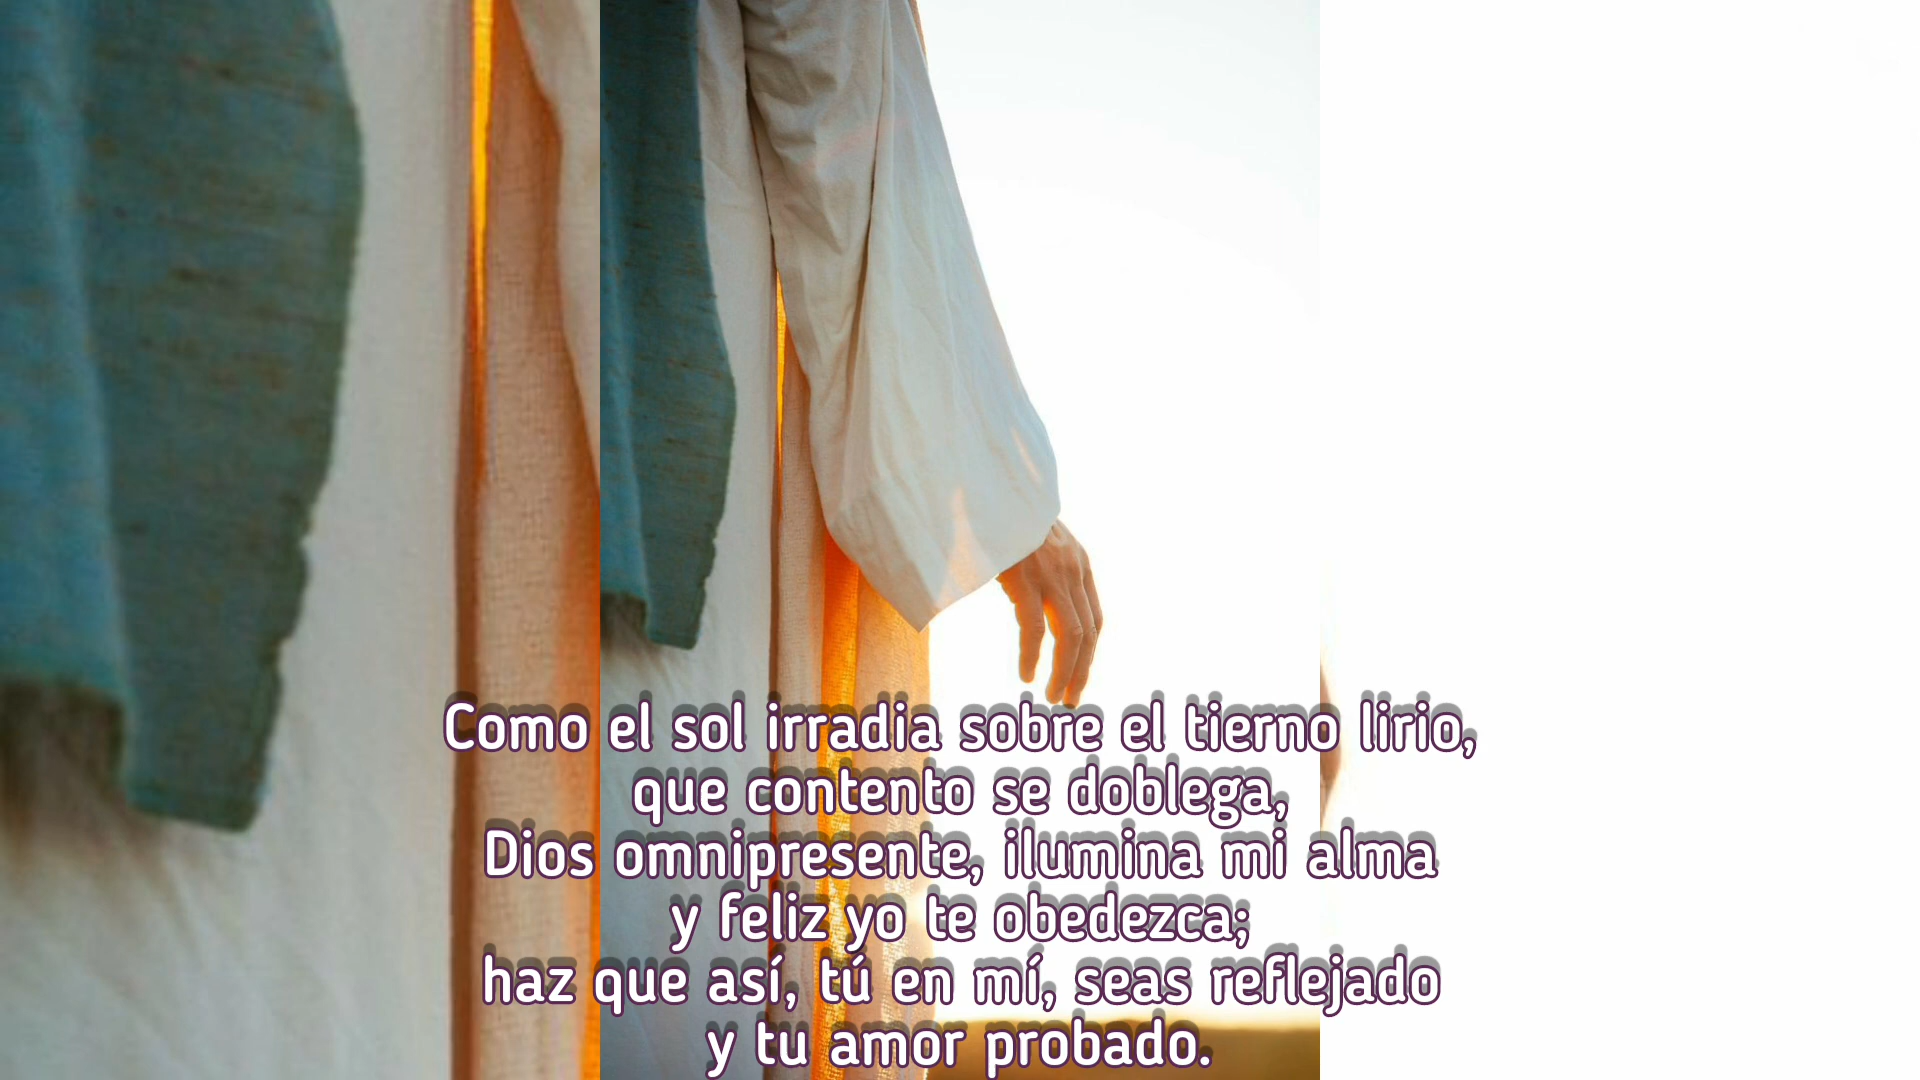 Como el sol irradia sobre el tierno lirio,
que contento se doblega,
Dios omnipresente, ilumina mi alma
y feliz yo te obedezca;
haz que así, tú en mí, seas reflejado
y tu amor probado.